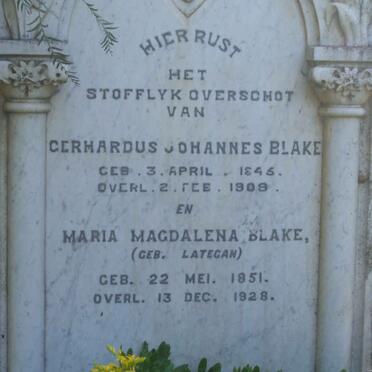 HIER RUST
HET
STOFFLYK OVERSCHOT
VAN
GERHARDUS JOHANNES BLAKE
GEB. 3. APRIL. 1846.
OVERL. 2. FEB. 1909.
EN
MARIA MAGDALENA BLAKE,
(GEB. LATEGAN)
GEB. 22 MEI. 1851.
OVERL. 13 DEC. 1928.